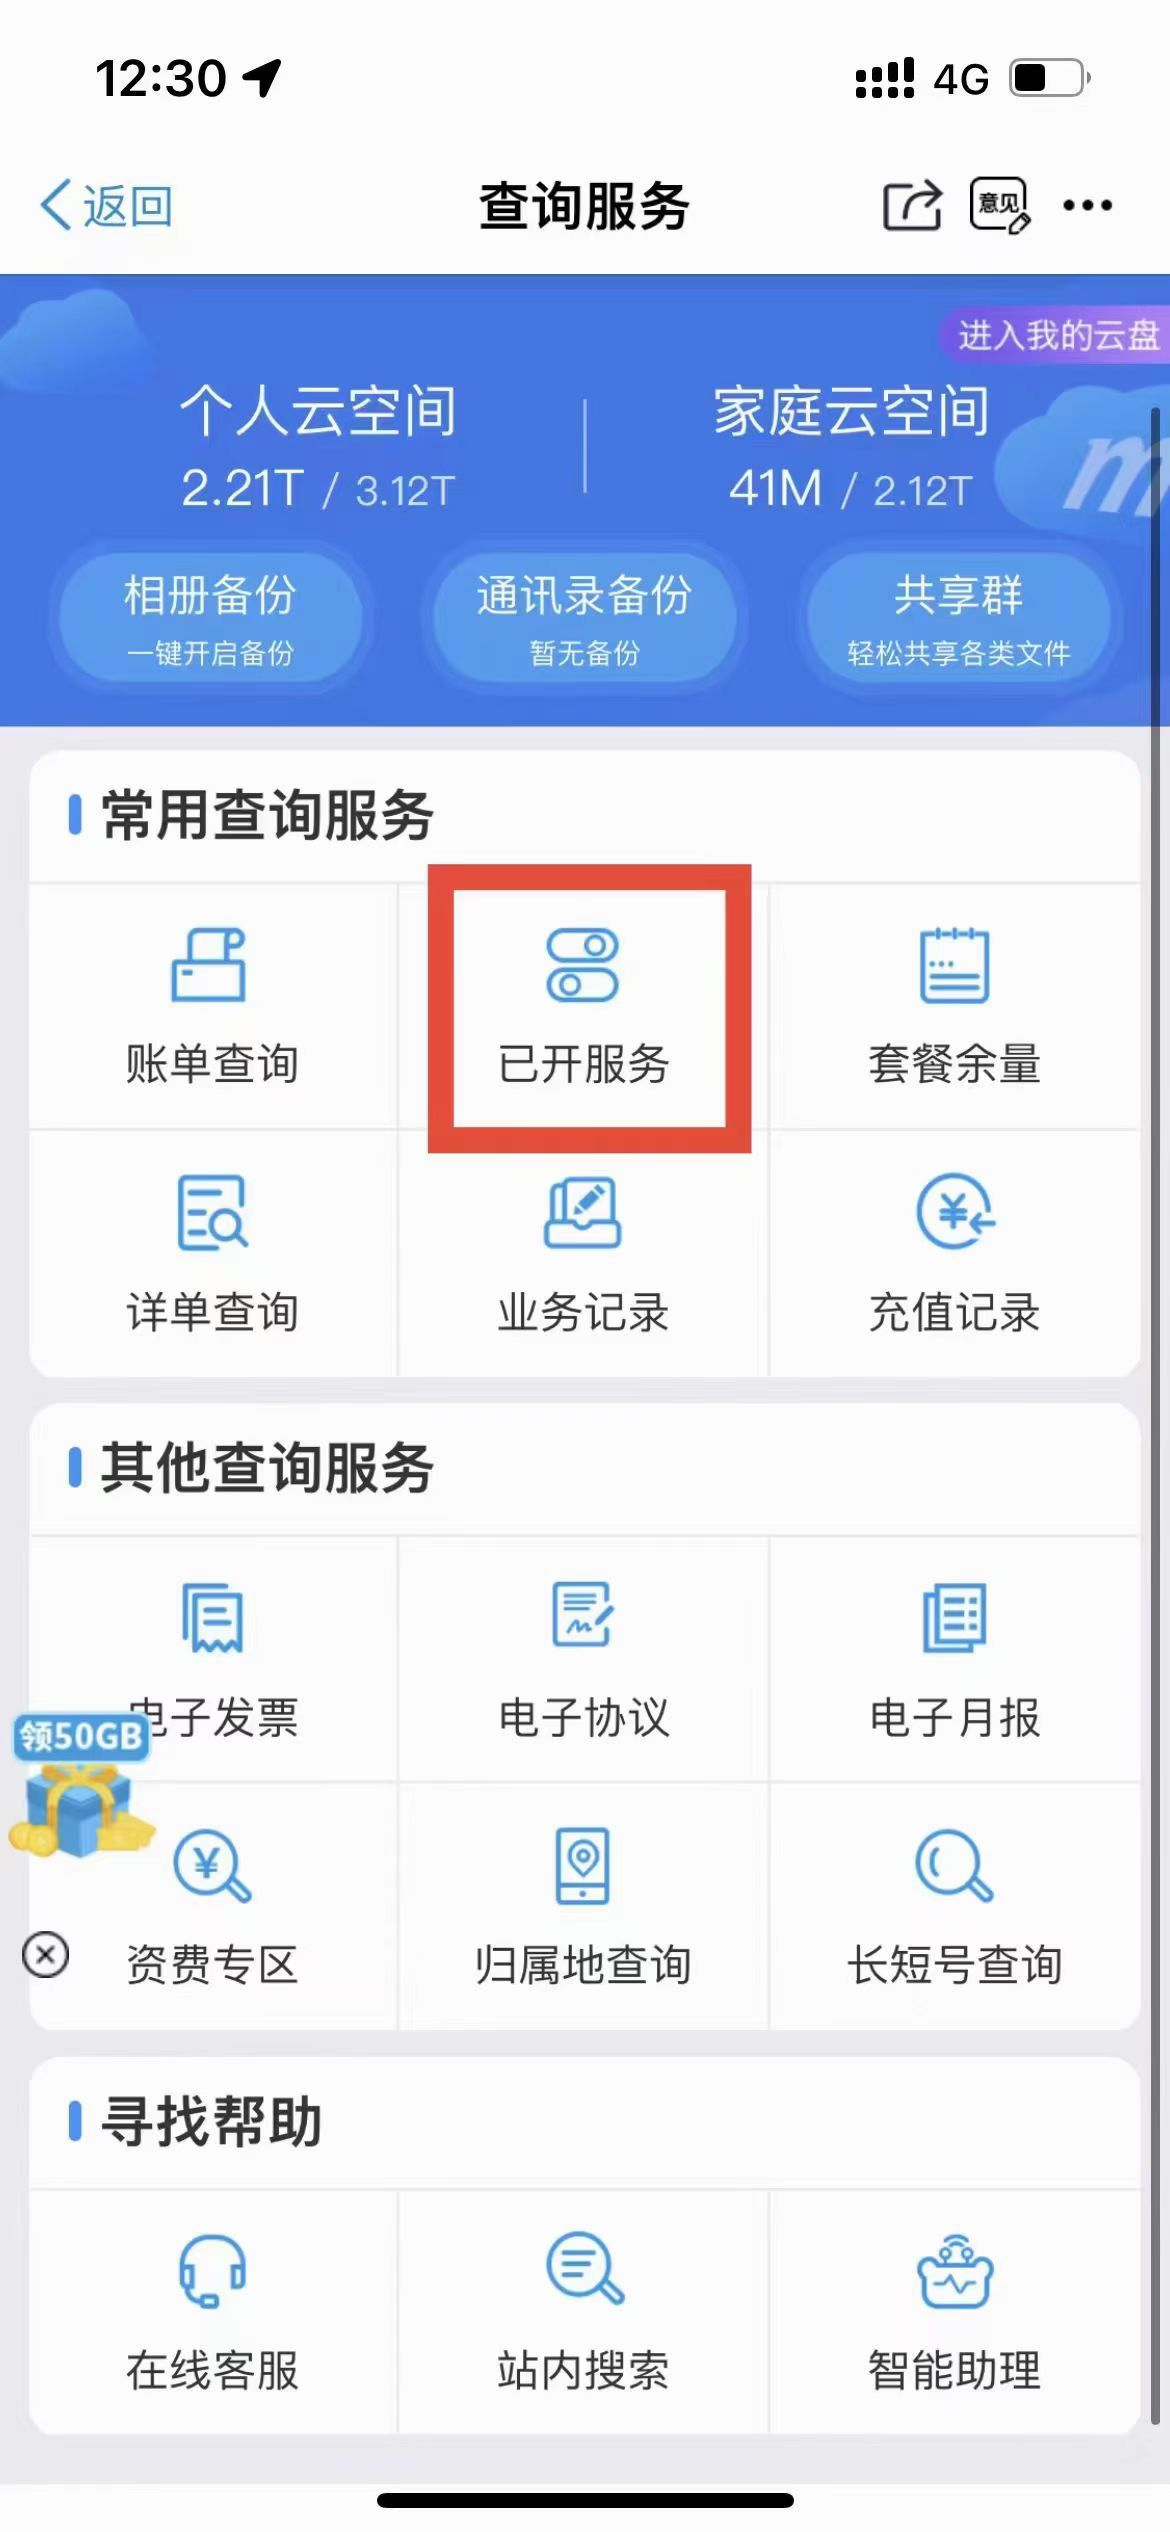 12:30
4G
返回
查询服务
意见
进入我的云盘
个人云空间
家庭云空间
2.21T / 3.12T
41M / 2.12T
m
相册备份
通讯录备份
共享群
一键开启备份
暂无备份
轻松共享各类文件
常用查询服务
账单查询
已开服务
套餐余量
详单查询
业务记录
充值记录
其他查询服务
电子发票
电子协议
电子月报
领50GB
资费专区
归属地查询
长短号查询
寻找帮助
在线客服
站内搜索
智能助理